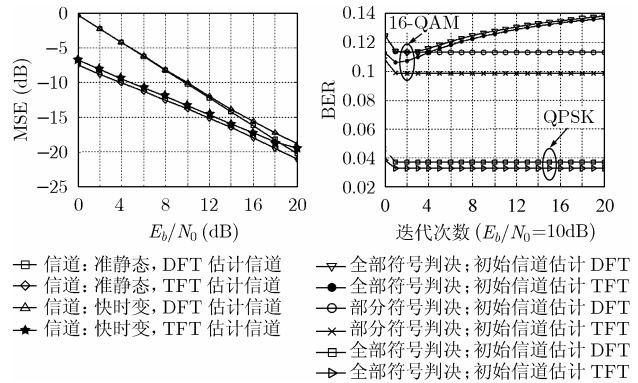 0
−5
−10
−15
−20
−25
MSE (dB)
0 4 8 12 16 20
E_b/N_0 (dB)
信道: 准静态, DFT 估计信道
信道: 准静态, TFT 估计信道
信道: 快时变, DFT 估计信道
信道: 快时变, TFT 估计信道
0.14
0.12
0.1
0.08
0.06
0.04
0.02
BER
16-QAM
QPSK
0 4 8 12 16 20
迭代次数 (E_b/N_0=10dB)
全部符号判决; 初始信道估计 DFT
全部符号判决; 初始信道估计 TFT
部分符号判决; 初始信道估计 DFT
部分符号判决; 初始信道估计 TFT
全部符号判决; 初始信道估计 DFT
全部符号判决; 初始信道估计 TFT